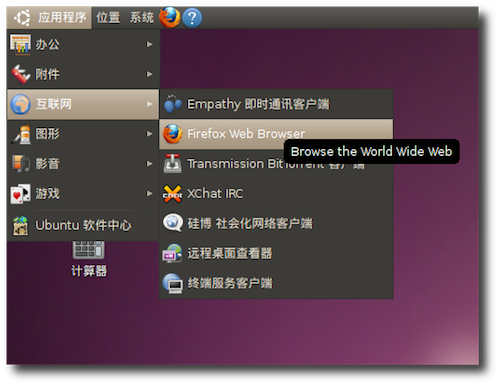 应用程序 位置 系统
办公
附件
互联网
图形
影音
游戏
Ubuntu 软件中心
Empathy 即时通讯客户端
Firefox Web Browser
Browse the World Wide Web
Transmission BitTorrent 客户端
XChat IRC
硅博 社会化网络客户端
远程桌面查看器
终端服务客户端
计算器